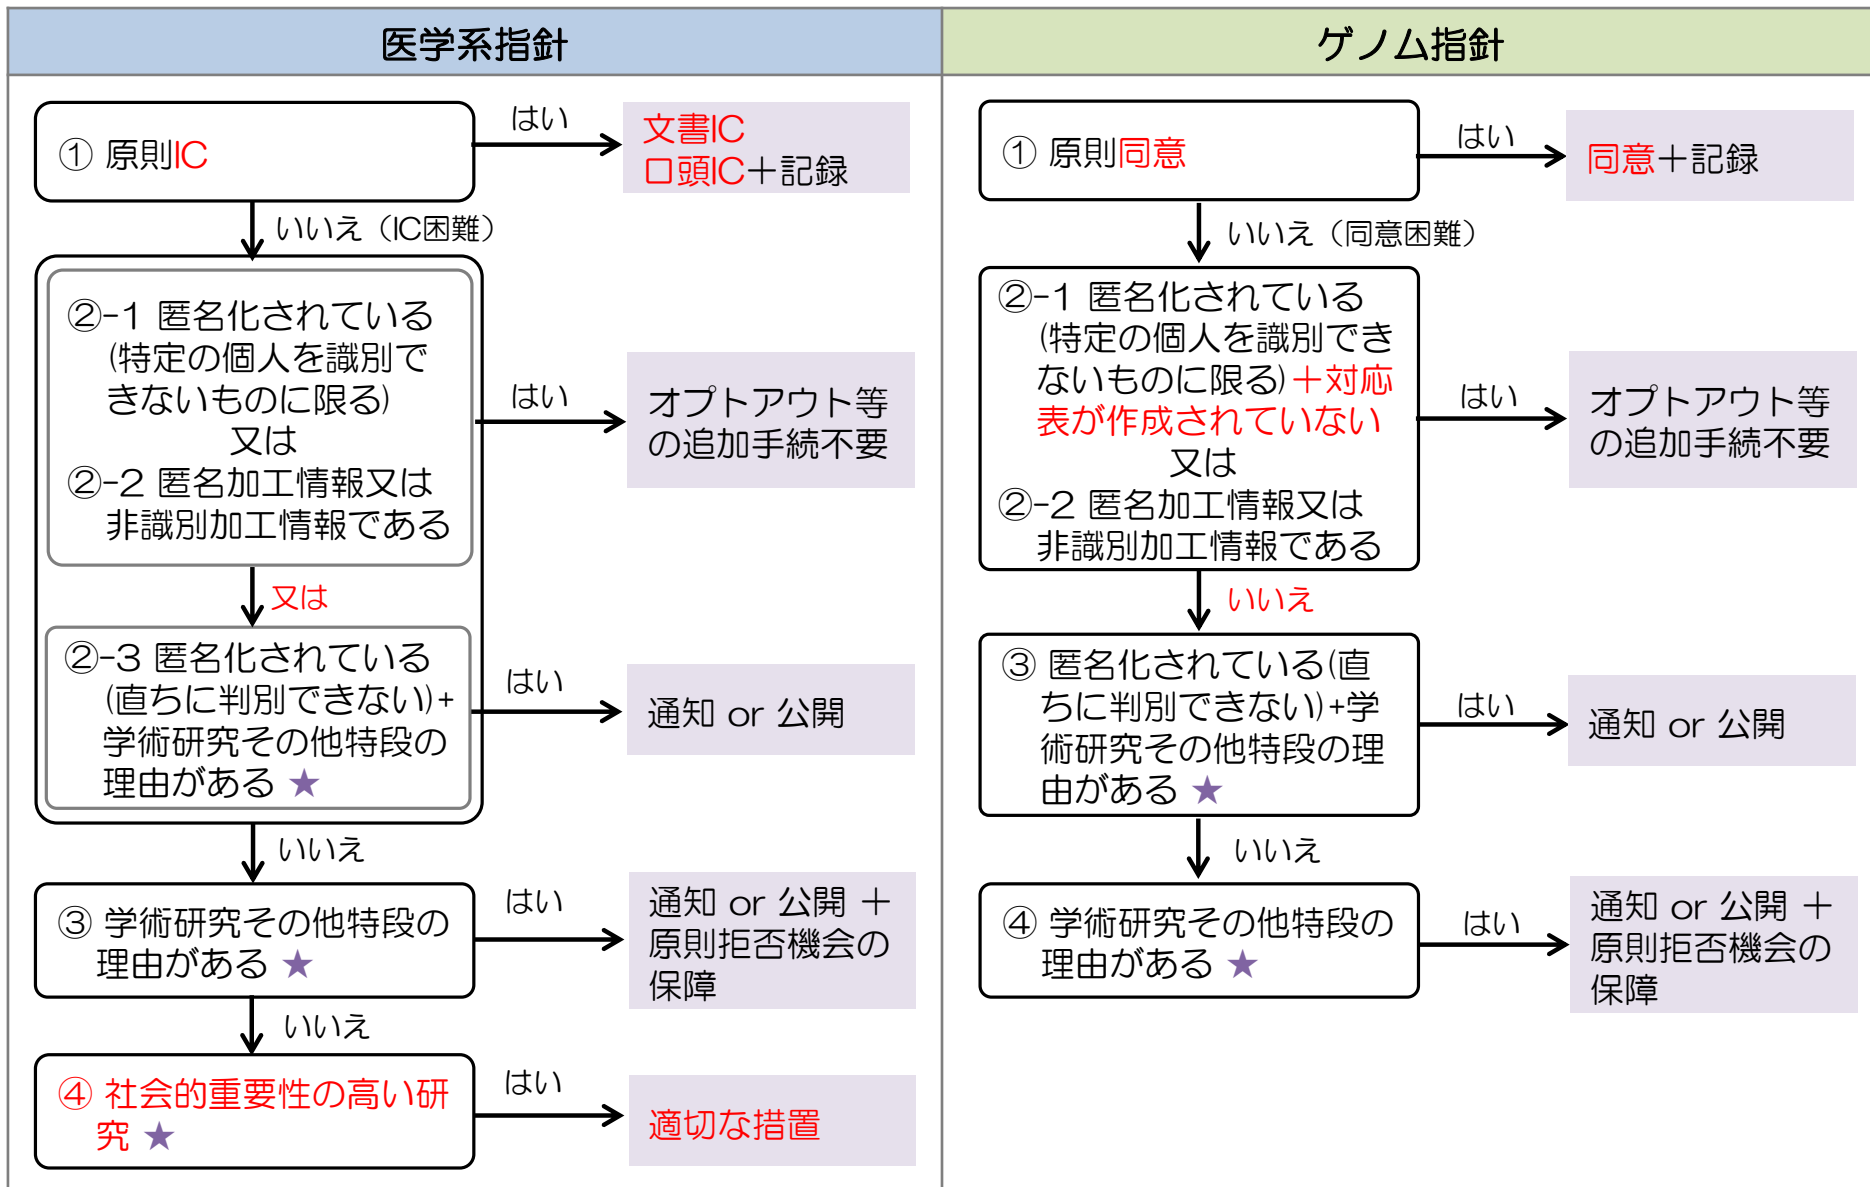 医学系指針
① 原則IC
はい
文書IC
口頭IC＋記録
いいえ（IC困難）
②-1 匿名化されている
(特定の個人を識別で
きないものに限る)
又は
②-2 匿名加工情報又は
非識別加工情報である
はい
オプトアウト等
の追加手続不要
又は
②-3 匿名化されている
(直ちに判別できない)+
学術研究その他特段の
理由がある ★
はい
通知 or 公開
いいえ
③ 学術研究その他特段の
理由がある ★
はい
通知 or 公開 ＋
原則拒否機会の
保障
いいえ
④ 社会的重要性の高い研
究 ★
はい
適切な措置
ゲノム指針
① 原則同意
はい
同意＋記録
いいえ（同意困難）
②-1 匿名化されている
(特定の個人を識別でき
ないものに限る)＋対応
表が作成されていない
又は
②-2 匿名加工情報又は
非識別加工情報である
はい
オプトアウト等
の追加手続不要
いいえ
③ 匿名化されている(直
ちに判別できない)+学
術研究その他特段の理
由がある ★
はい
通知 or 公開
いいえ
④ 学術研究その他特段の
理由がある ★
はい
通知 or 公開 ＋
原則拒否機会の
保障